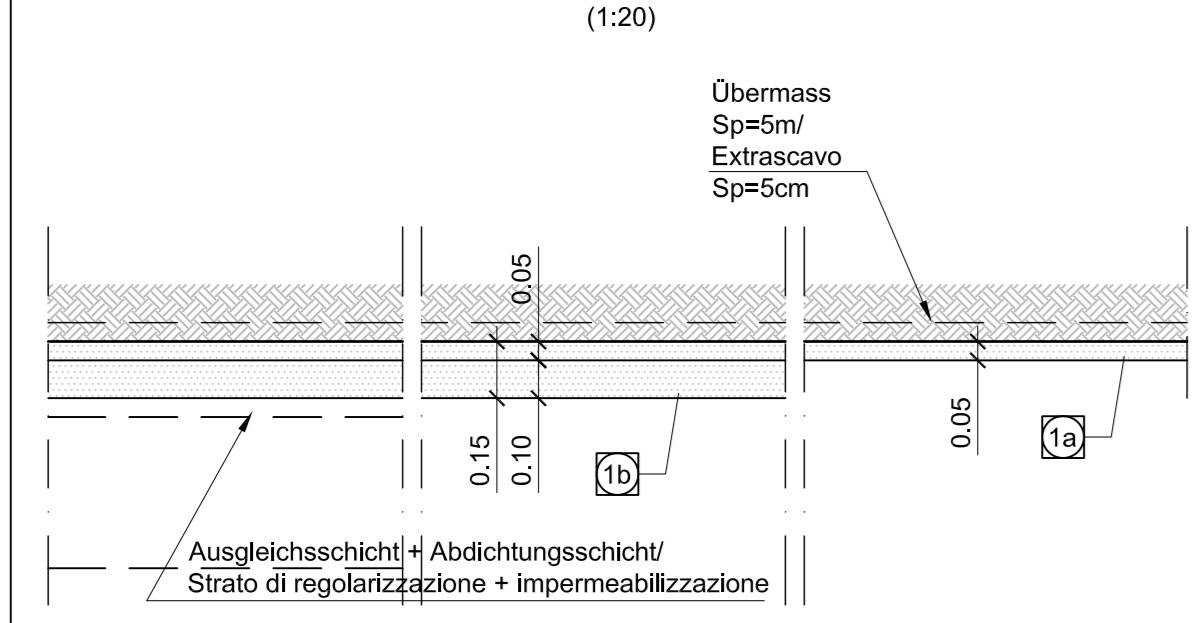 (1:20)
Übermass
Sp=5m/
Extrascavo
Sp=5cm
0.05
0.15
0.10
0.05
1b
1a
Ausgleichsschicht + Abdichtungsschicht/
Strato di regolarizzazione + impermeabilizzazione